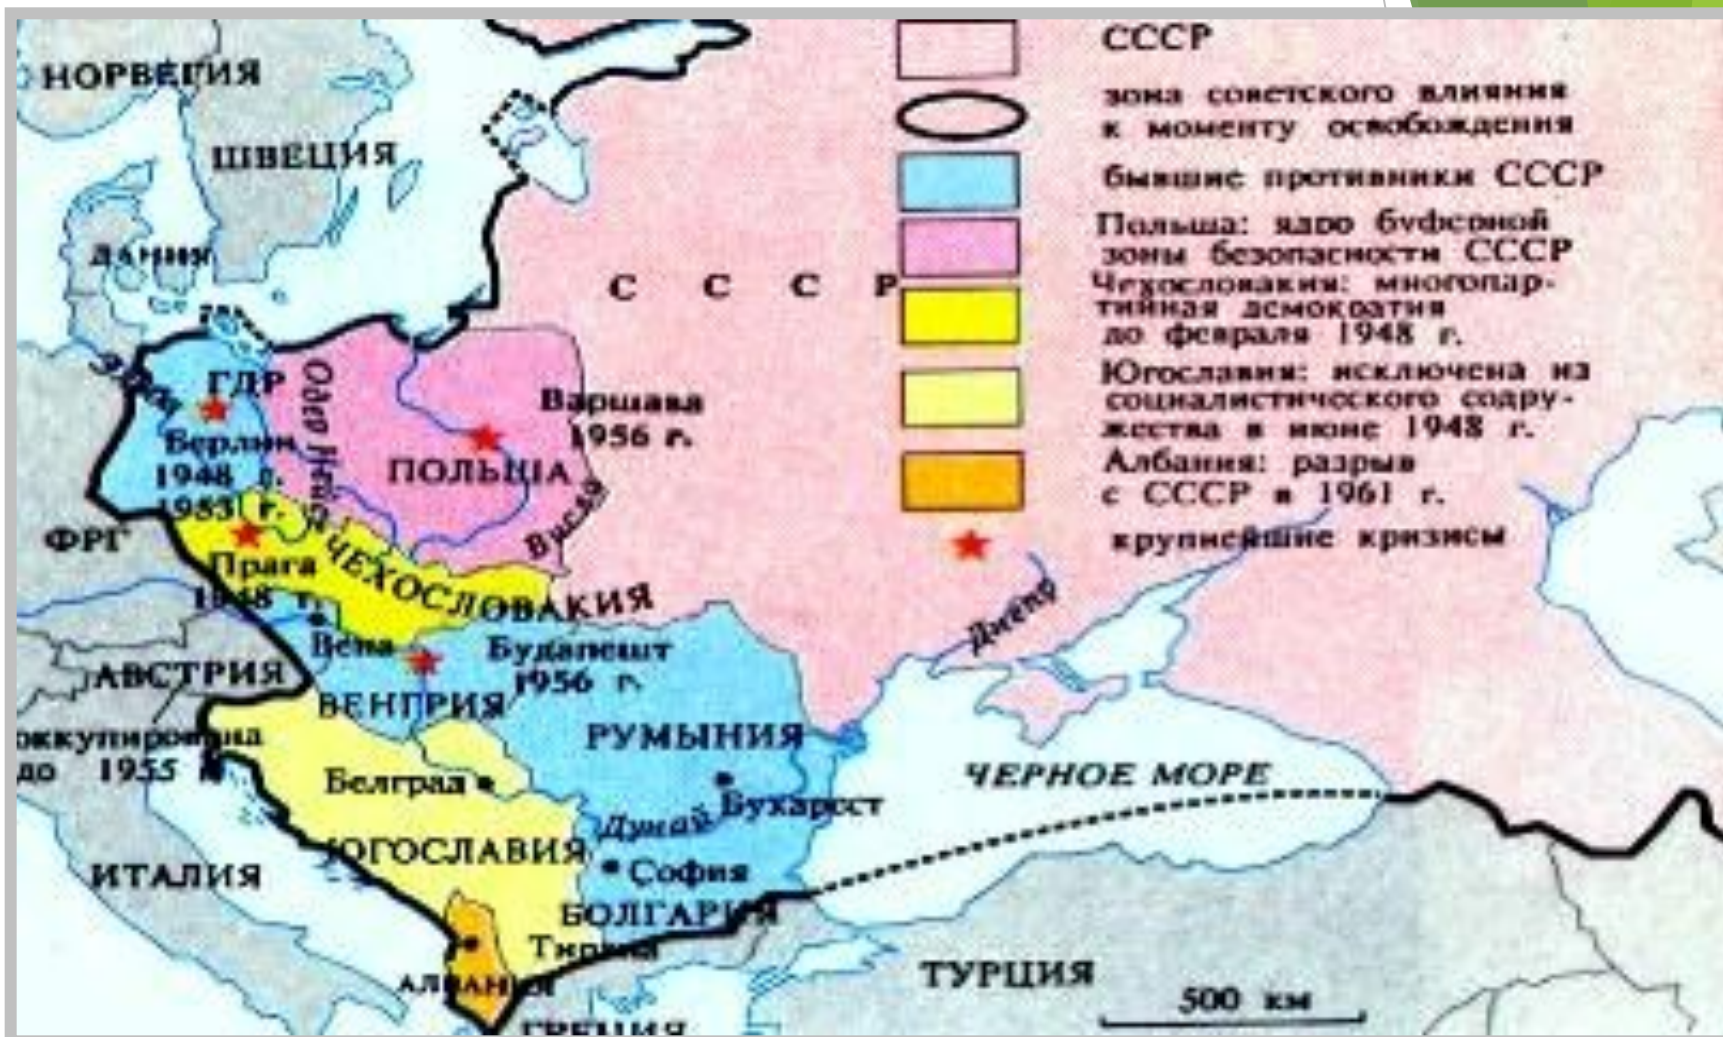 НОРВЕГИЯ
ШВЕЦИЯ
ДАНИЯ
СССР
зона советского влияния
к моменту освобождения
бывшие противники СССР
Польша: ядро буферной
зоны безопасности СССР
Чехословакия: многопар-
тийная демократия
до февраля 1948 г.
Югославия: исключена из
социалистического содру-
жества в июне 1948 г.
Албания: разрыв
с СССР в 1961 г.
крупнейшие кризисы
С С С Р
Эльба
ГДР
Одер Нейсе
Берлин
1948 г.
1953 г.
Варшава
1956 г.
ПОЛЬША
Висла
ФРГ
Прага
1948 г.
ЧЕХОСЛОВАКИЯ
Вена
Будапешт
1956 г.
АВСТРИЯ
ВЕНГРИЯ
оккупирована
до 1955 г.
РУМЫНИЯ
Днепр
ЧЕРНОЕ МОРЕ
Белград
Бухарест
Дунай
ЮГОСЛАВИЯ
София
ИТАЛИЯ
БОЛГАРИЯ
Тирана
АЛБАНИЯ
ТУРЦИЯ
ГРЕЦИЯ
500 км